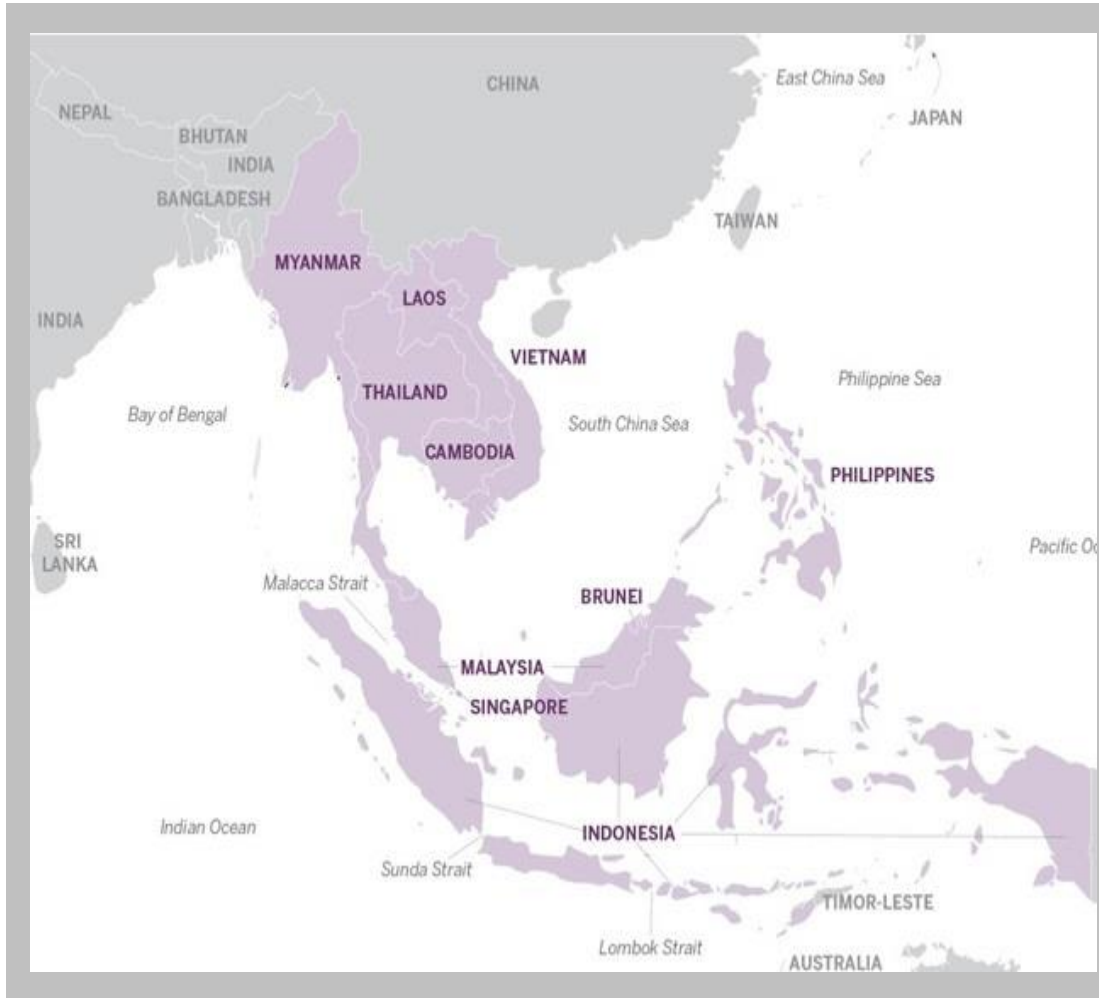 CHINA
East China Sea
NEPAL
JAPAN
BHUTAN
INDIA
BANGLADESH
TAIWAN
MYANMAR
LAOS
INDIA
VIETNAM
Philippine Sea
THAILAND
Bay of Bengal
South China Sea
CAMBODIA
PHILIPPINES
SRI
LANKA
Pacific Oc
Malacca Strait
BRUNEI
MALAYSIA
SINGAPORE
Indian Ocean
INDONESIA
Sunda Strait
TIMOR-LESTE
Lombok Strait
AUSTRALIA